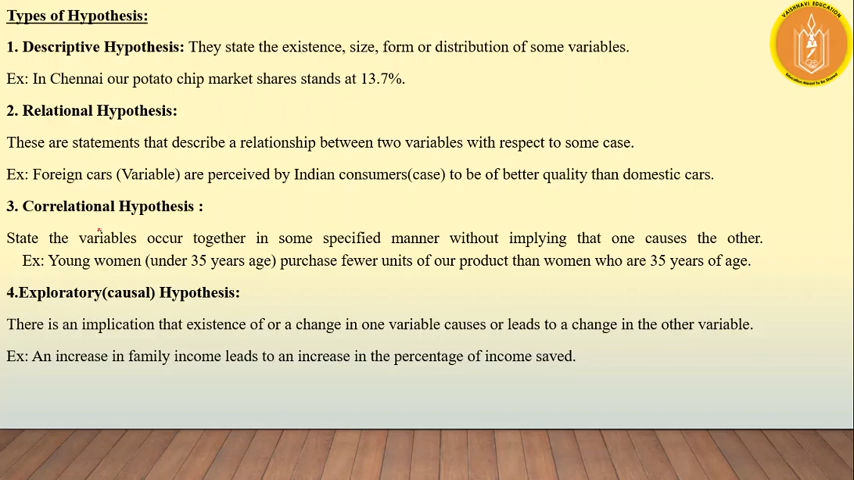 Types of Hypothesis:
1. Descriptive Hypothesis: They state the existence, size, form or distribution of some variables.
Ex: In Chennai our potato chip market shares stands at 13.7%.
2. Relational Hypothesis:
These are statements that describe a relationship between two variables with respect to some case.
Ex: Foreign cars (Variable) are perceived by Indian consumers(case) to be of better quality than domestic cars.
3. Correlational Hypothesis :
State the variables occur together in some specified manner without implying that one causes the other.
Ex: Young women (under 35 years age) purchase fewer units of our product than women who are 35 years of age.
4.Exploratory(causal) Hypothesis:
There is an implication that existence of or a change in one variable causes or leads to a change in the other variable.
Ex: An increase in family income leads to an increase in the percentage of income saved.
VAISHNAVI EDUCATION
Education Meant To Be Shared